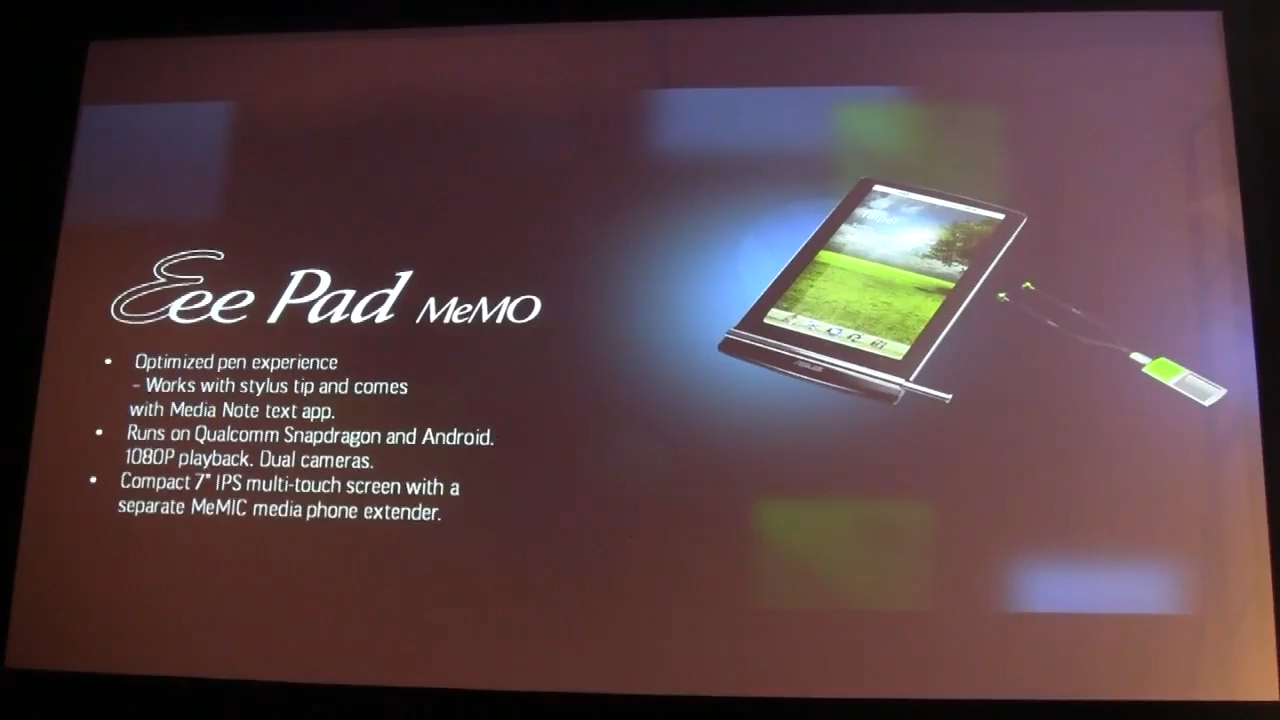 Eee Pad MeMO
• Optimized pen experience
- Works with stylus tip and comes
with Media Note text app.
• Runs on Qualcomm Snapdragon and Android.
1080P playback. Dual cameras.
• Compact 7" IPS multi-touch screen with a
separate MeMIC media phone extender.
Taipei
ASUS